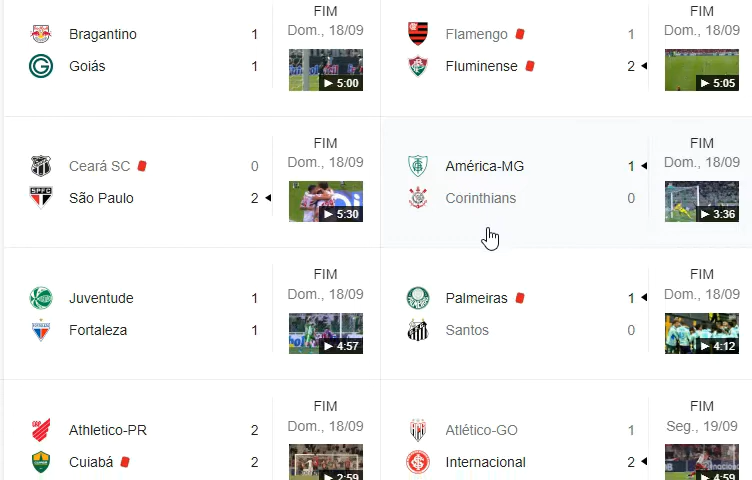 FIM
Bragantino 1
Dom., 18/09
Goiás 1
5:00
FIM
Flamengo 1
Dom., 18/09
Fluminense 2
5:05
FIM
Ceará SC 0
Dom., 18/09
São Paulo 2
5:30
FIM
América-MG 1
Dom., 18/09
Corinthians 0
3:36
FIM
Juventude 1
Dom., 18/09
Fortaleza 1
4:57
FIM
Palmeiras 1
Dom., 18/09
Santos 0
4:12
FIM
Athletico-PR 2
Dom., 18/09
Cuiabá 2
2:59
FIM
Atlético-GO 1
Seg., 19/09
Internacional 2
4:59